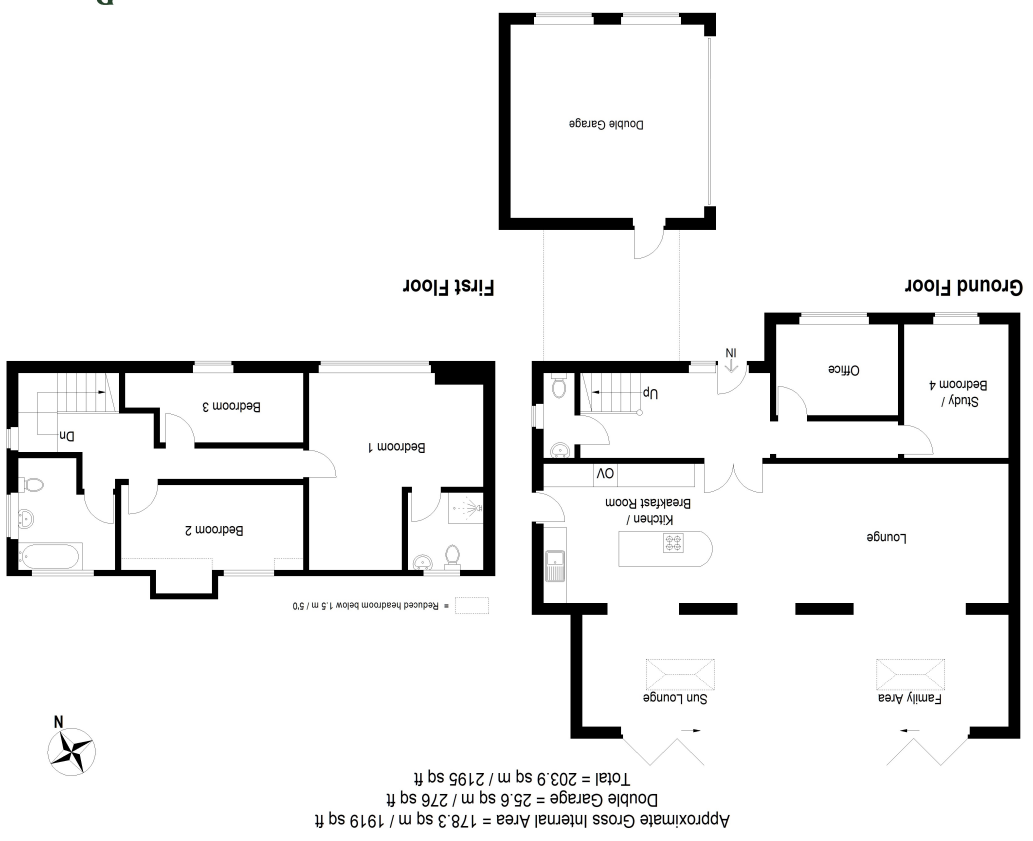 Approximate Gross Internal Area = 178.3 sq m / 1919 sq ft
Double Garage = 25.6 sq m / 276 sq ft
Total = 203.9 sq m / 2195 sq ft
N
Family Area
Sun Lounge
= Reduced headroom below 1.5 m / 5'0
Lounge
Kitchen /
Breakfast Room
OV
Study /
Bedroom 4
Office
Up
IN
Ground Floor
Bedroom 2
Bedroom 1
Dn
Bedroom 3
First Floor
Double Garage